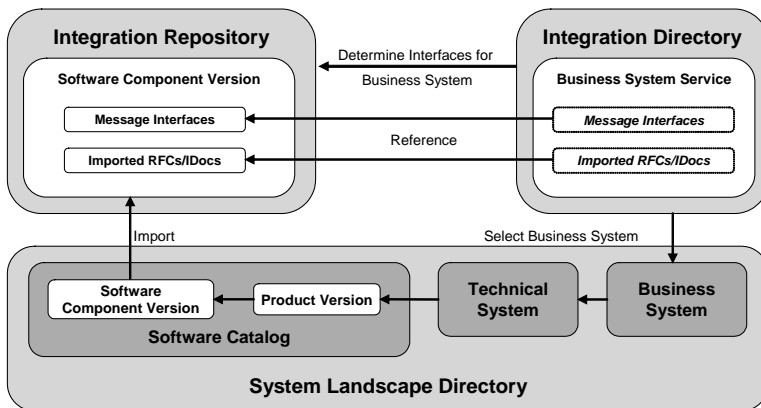 Integration Repository
Software Component Version
Message Interfaces
Imported RFCs/IDocs
Determine Interfaces for
Business System
Reference
Integration Directory
Business System Service
Message Interfaces
Imported RFCs/IDocs
Import
Select Business System
Software
Component Version
Product Version
Software Catalog
Technical
System
Business
System
System Landscape Directory